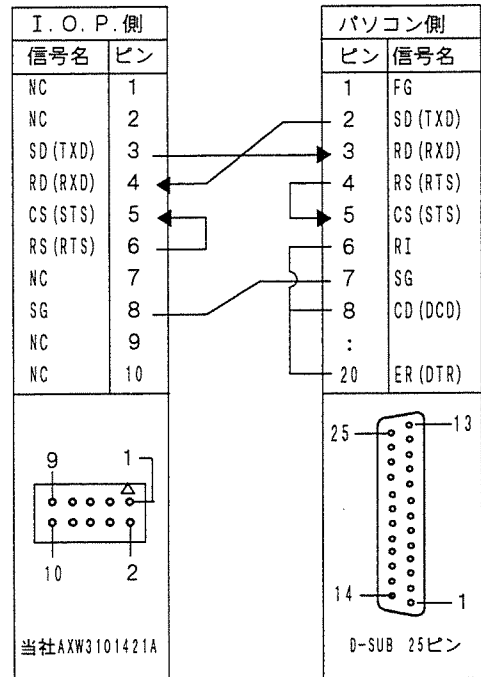 I.O.P.側 パソコン側
信号名 ピン ピン 信号名
NC 1 1 FG
NC 2 2 SD(TXD)
SD(TXD) 3 3 RD(RXD)
RD(RXD) 4 4 RS(RTS)
CS(STS) 5 5 CS(STS)
RS(RTS) 6 6 RI
NC 7 7 SG
SG 8 8 CD(DCD)
NC 9 :
NC 10 20 ER(DTR)
25 13
9 1
10 2
14 1
当社AXW3101421A D-SUB 25ピン